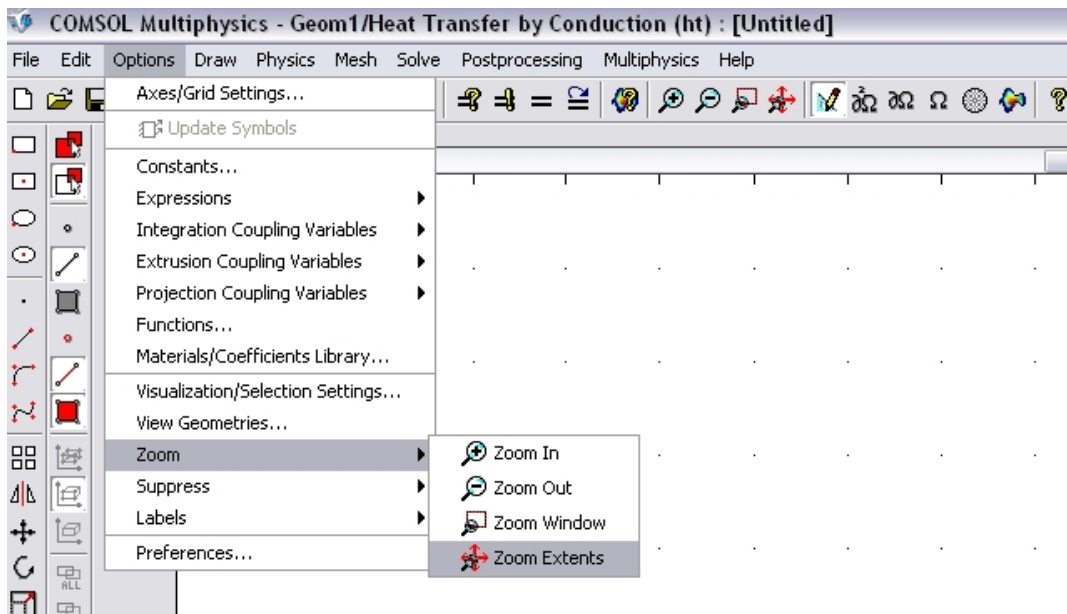 COMSOL Multiphysics - Geom1/Heat Transfer by Conduction (ht) : [Untitled]
File Edit Options Draw Physics Mesh Solve Postprocessing Multiphysics Help
Axes/Grid Settings...
Update Symbols
Constants...
Expressions
Integration Coupling Variables
Extrusion Coupling Variables
Projection Coupling Variables
Functions...
Materials/Coefficients Library...
Visualization/Selection Settings...
View Geometries...
Zoom
Zoom In
Suppress
Zoom Out
Labels
Zoom Window
Preferences...
Zoom Extents
ALL